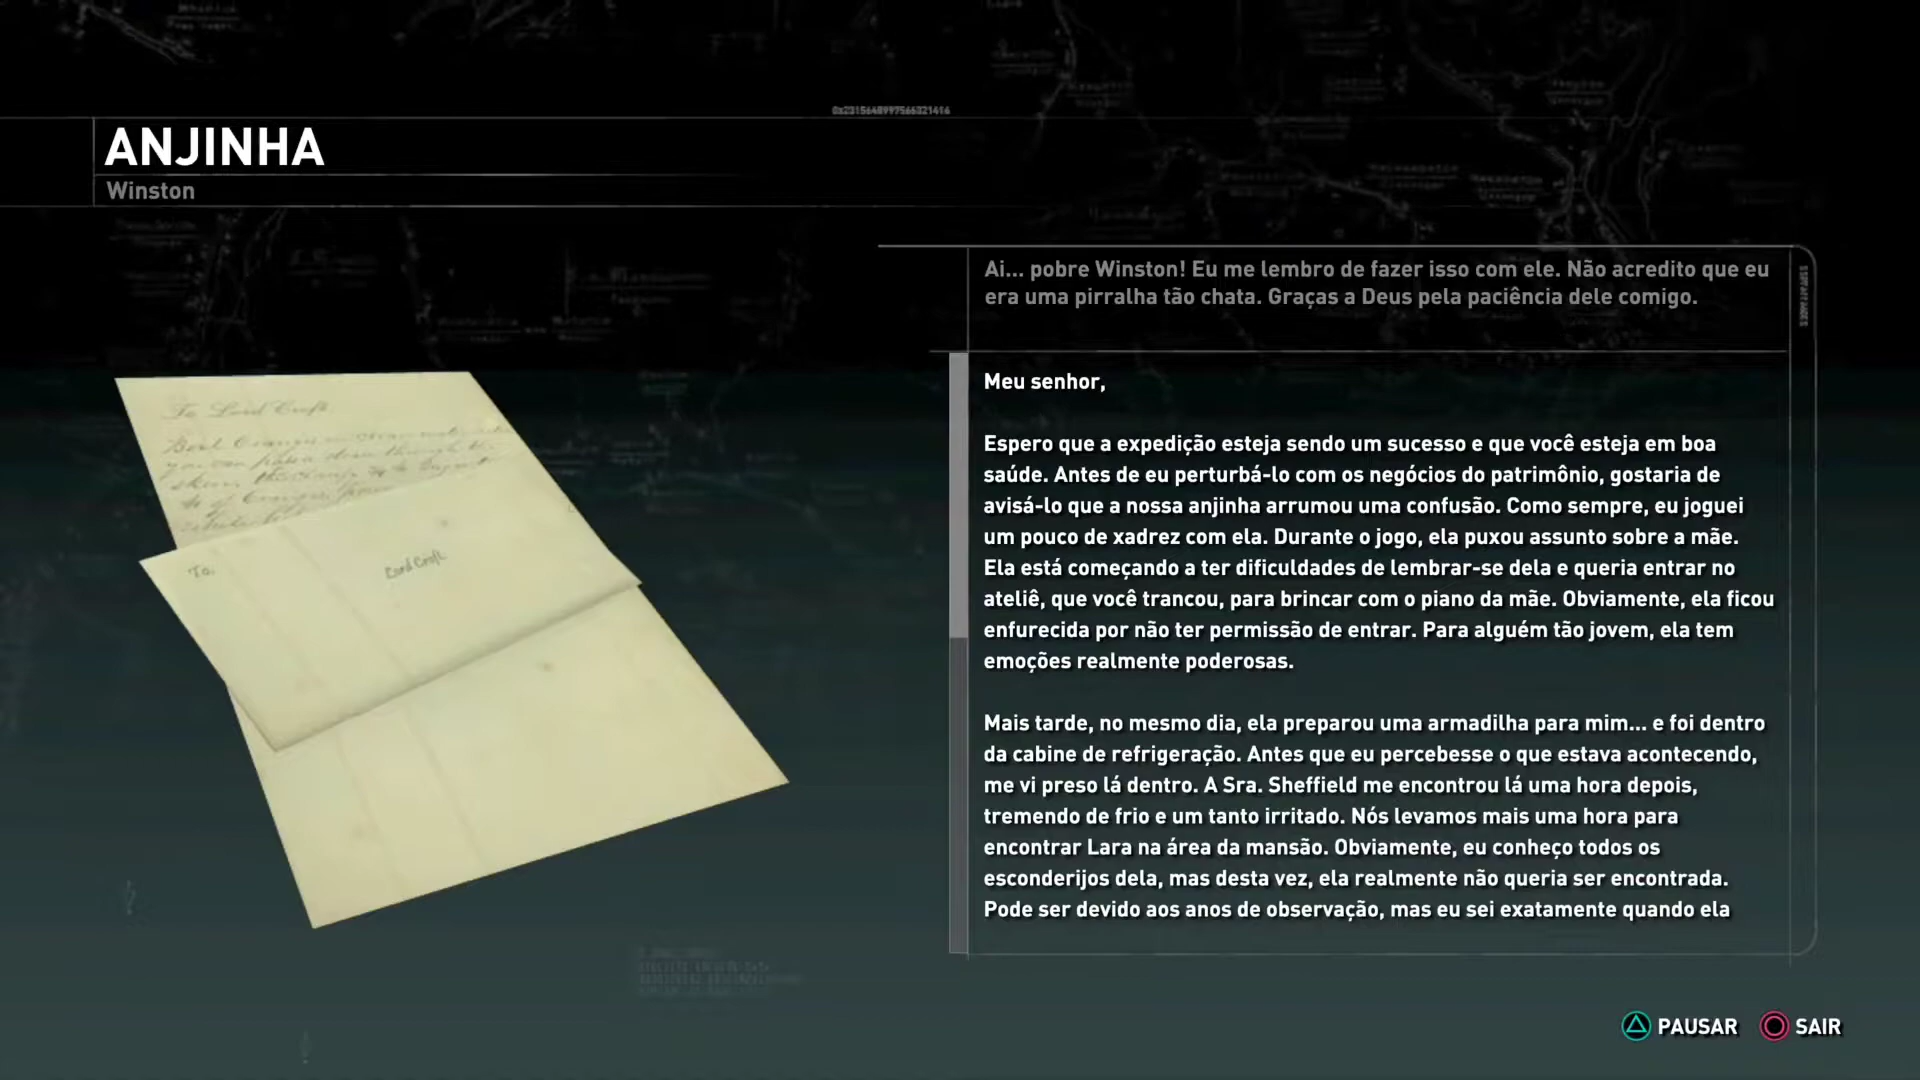 0x2315648997566321416
ANJINHA
Winston
Ai... pobre Winston! Eu me lembro de fazer isso com ele. Não acredito que eu
era uma pirralha tão chata. Graças a Deus pela paciência dele comigo.
Meu senhor,
Espero que a expedição esteja sendo um sucesso e que você esteja em boa
saúde. Antes de eu perturbá-lo com os negócios do patrimônio, gostaria de
avisá-lo que a nossa anjinha arrumou uma confusão. Como sempre, eu joguei
um pouco de xadrez com ela. Durante o jogo, ela puxou assunto sobre a mãe.
Ela está começando a ter dificuldades de lembrar-se dela e queria entrar no
ateliê, que você trancou, para brincar com o piano da mãe. Obviamente, ela ficou
enfurecida por não ter permissão de entrar. Para alguém tão jovem, ela tem
emoções realmente poderosas.
Mais tarde, no mesmo dia, ela preparou uma armadilha para mim... e foi dentro
da cabine de refrigeração. Antes que eu percebesse o que estava acontecendo,
me vi preso lá dentro. A Sra. Sheffield me encontrou lá uma hora depois,
tremendo de frio e um tanto irritado. Nós levamos mais uma hora para
encontrar Lara na área da mansão. Obviamente, eu conheço todos os
esconderijos dela, mas desta vez, ela realmente não queria ser encontrada.
Pode ser devido aos anos de observação, mas eu sei exatamente quando ela
To Lord Croft
To.
Lord Croft
PAUSAR
SAIR